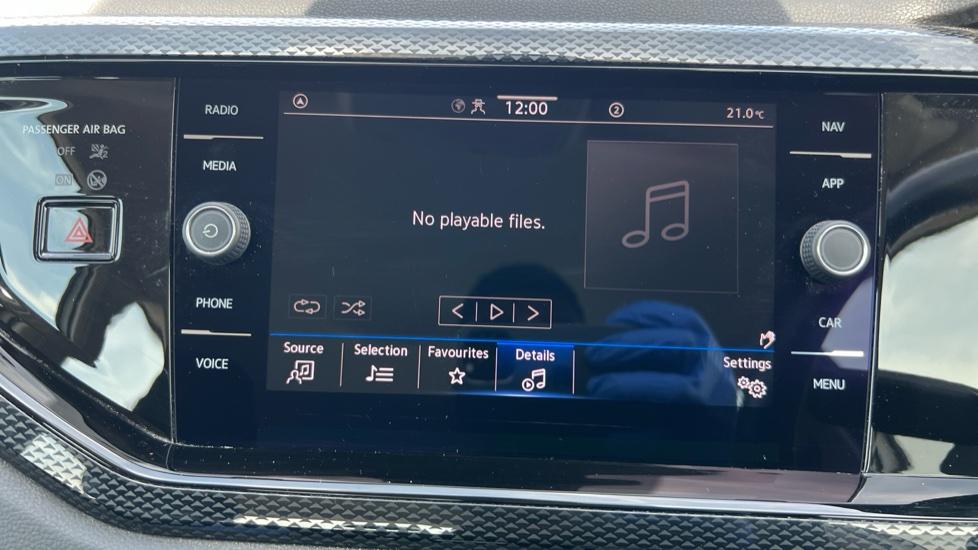 PASSENGER AIR BAG
OFF
ON
RADIO
MEDIA
PHONE
VOICE
12:00
2
21.0°C
No playable files.
Source
Selection
Favourites
Details
Settings
NAV
APP
CAR
MENU